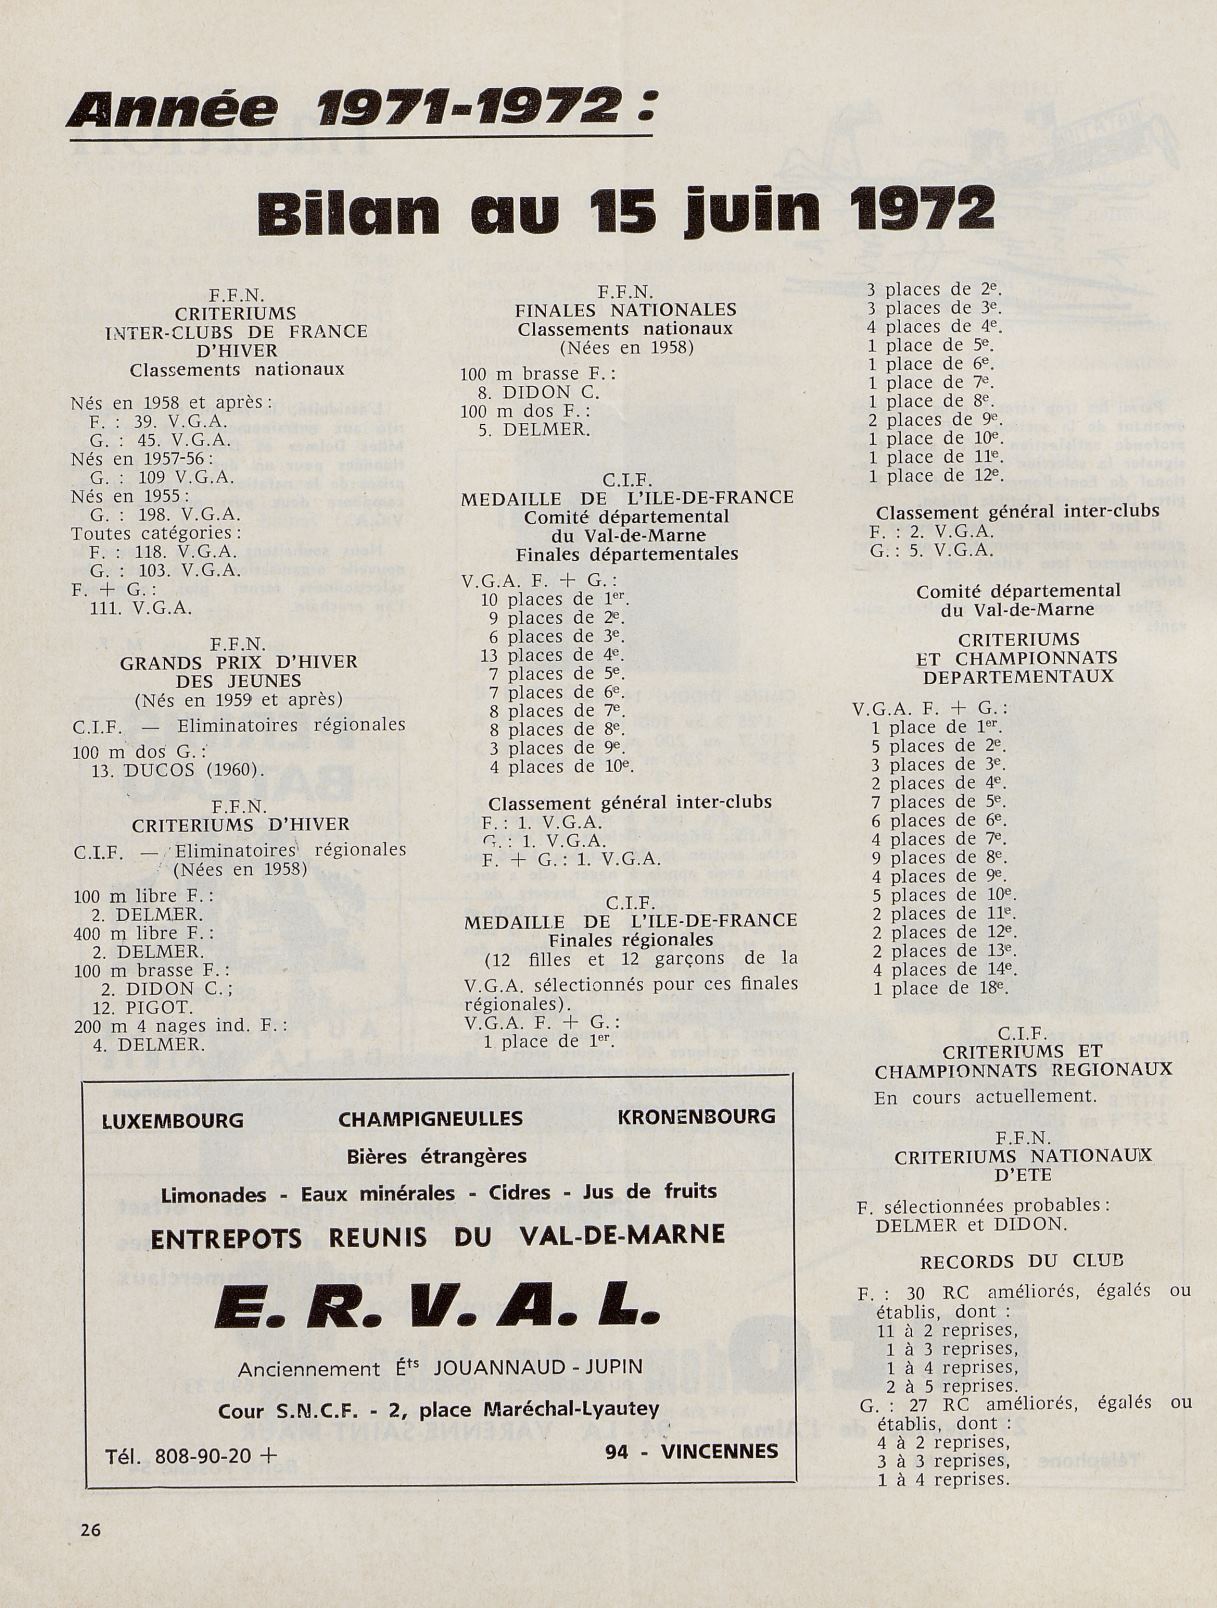 Année 1971-1972 :
Bilan au 15 juin 1972
F.F.N.
CRITERIUMS
INTER-CLUBS DE FRANCE
D'HIVER
Classements nationaux
Nés en 1958 et après :
F. : 39. V.G.A.
G. : 45. V.G.A.
Nés en 1957-56 :
G. : 109 V.G.A.
Nés en 1955 :
G. : 198. V.G.A.
Toutes catégories :
F. : 118. V.G.A.
G. : 103. V.G.A.
F. + G. :
111. V.G.A.
F.F.N.
GRANDS PRIX D'HIVER
DES JEUNES
(Nés en 1959 et après)
C.I.F. — Eliminatoires régionales
100 m dos G. :
13. DUCOS (1960).
F.F.N.
CRITERIUMS D'HIVER
C.I.F. — Eliminatoires régionales
(Nées en 1958)
100 m libre F. :
2. DELMER.
400 m libre F. :
2. DELMER.
100 m brasse F. :
2. DIDON C. ;
12. PIGOT.
200 m 4 nages ind. F. :
4. DELMER.
F.F.N.
FINALES NATIONALES
Classements nationaux
(Nées en 1958)
100 m brasse F. :
8. DIDON C.
100 m dos F. :
5. DELMER.
C.I.F.
MEDAILLE DE L'ILE-DE-FRANCE
Comité départemental
du Val-de-Marne
Finales départementales
V.G.A. F. + G. :
10 places de 1er.
9 places de 2e.
6 places de 3e.
13 places de 4e.
7 places de 5e.
7 places de 6e.
8 places de 7e.
8 places de 8e.
3 places de 9e.
4 places de 10e.
Classement général inter-clubs
F. : 1. V.G.A.
G. : 1. V.G.A.
F. + G. : 1. V.G.A.
C.I.F.
MEDAILLE DE L'ILE-DE-FRANCE
Finales régionales
(12 filles et 12 garçons de la
V.G.A. sélectionnés pour ces finales
régionales).
V.G.A. F. + G. :
1 place de 1er.
3 places de 2e.
3 places de 3e.
4 places de 4e.
1 place de 5e.
1 place de 6e.
1 place de 7e.
1 place de 8e.
2 places de 9e.
1 place de 10e.
1 place de 11e.
1 place de 12e.
Classement général inter-clubs
F. : 2. V.G.A.
G. : 5. V.G.A.
Comité départemental
du Val-de-Marne
CRITERIUMS
ET CHAMPIONNATS
DEPARTEMENTAUX
V.G.A. F. + G. :
1 place de 1er.
5 places de 2e.
3 places de 3e.
2 places de 4e.
7 places de 5e.
6 places de 6e.
4 places de 7e.
9 places de 8e.
4 places de 9e.
5 places de 10e.
2 places de 11e.
2 places de 12e.
2 places de 13e.
4 places de 14e.
1 place de 18e.
C.I.F.
CRITERIUMS ET
CHAMPIONNATS REGIONAUX
En cours actuellement.
F.F.N.
CRITERIUMS NATIONAUX
D'ETE
F. sélectionnées probables :
DELMER et DIDON.
RECORDS DU CLUB
F. : 30 RC améliorés, égalés ou
établis, dont :
11 à 2 reprises,
1 à 3 reprises,
1 à 4 reprises,
2 à 5 reprises.
G. : 27 RC améliorés, égalés ou
établis, dont :
4 à 2 reprises,
3 à 3 reprises,
1 à 4 reprises.
LUXEMBOURG CHAMPIGNEULLES KRONENBOURG
Bières étrangères
Limonades - Eaux minérales - Cidres - Jus de fruits
ENTREPOTS REUNIS DU VAL-DE-MARNE
E. R. V. A. L.
Anciennement Éts JOUANNAUD - JUPIN
Cour S.N.C.F. - 2, place Maréchal-Lyautey
Tél. 808-90-20 + 94 - VINCENNES
26